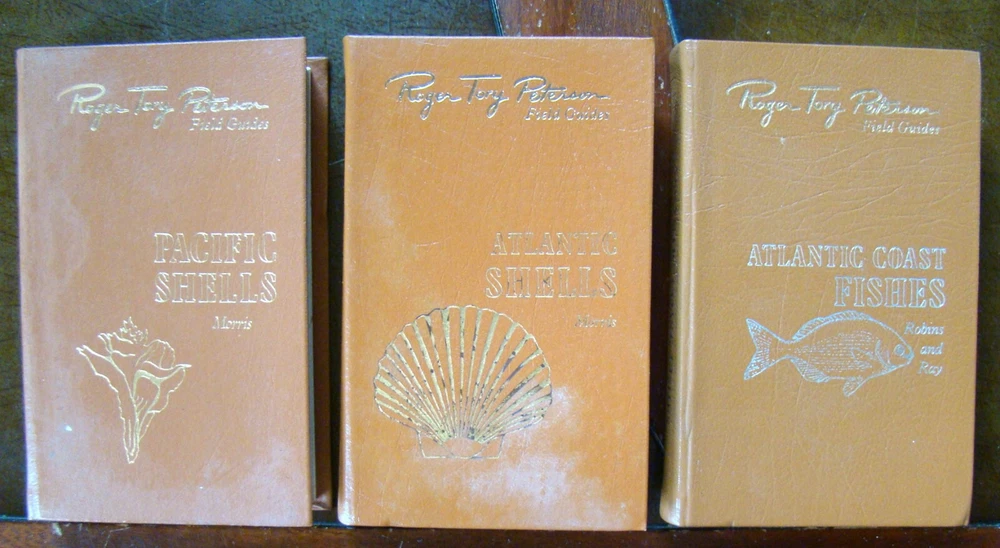 Roger Tory Peterson
Field Guides
PACIFIC
SHELLS
Morris
Roger Tory Peterson
Field Guides
ATLANTIC
SHELLS
Morris
Roger Tory Peterson
Field Guides
ATLANTIC COAST
FISHES
Robins
and
Ray